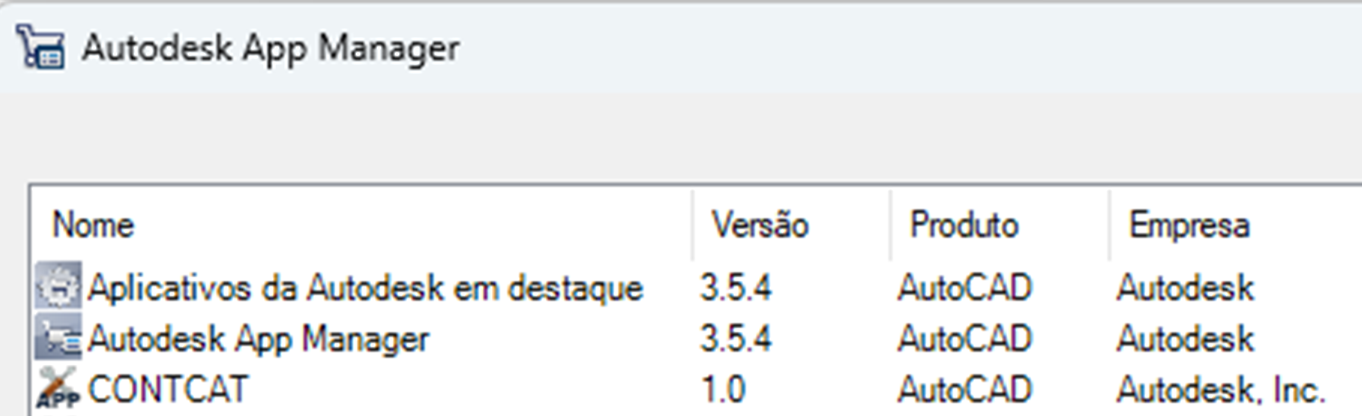 Autodesk App Manager
Nome Versão Produto Empresa
Aplicativos da Autodesk em destaque 3.5.4 AutoCAD Autodesk
Autodesk App Manager 3.5.4 AutoCAD Autodesk
APP CONTCAT 1.0 AutoCAD Autodesk, Inc.